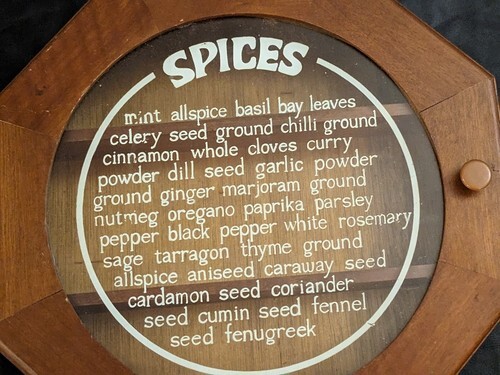 SPICES
mint allspice basil bay leaves
celery seed ground chilli ground
cinnamon whole cloves curry
powder dill seed garlic powder
ground ginger marjoram ground
nutmeg oregano paprika parsley
pepper black pepper white rosemary
sage tarragon thyme ground
allspice aniseed caraway seed
cardamon seed coriander
seed cumin seed fennel
seed fenugreek